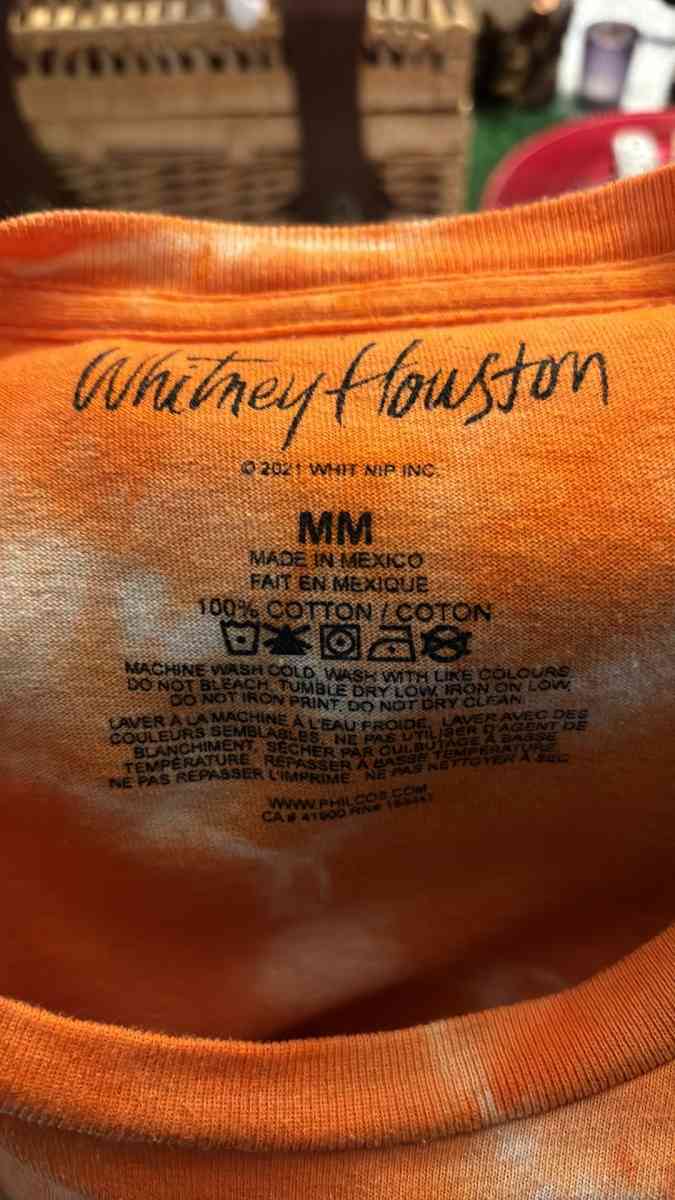 Whitney Houston
© 2021 WHIT NIP INC.
MM
MADE IN MEXICO
FAIT EN MEXIQUE
100% COTTON / COTON
MACHINE WASH COLD, WASH WITH LIKE COLOURS,
DO NOT BLEACH, TUMBLE DRY LOW, IRON ON LOW,
DO NOT IRON PRINT, DO NOT DRY CLEAN.
LAVER À LA MACHINE À L'EAU FROIDE, LAVER AVEC DES
COULEURS SEMBLABLES, NE PAS UTILISER D'AGENT DE
BLANCHIMENT, SÉCHER PAR CULBUTAGE À BASSE
TEMPÉRATURE, REPASSER À BASSE TEMPÉRATURE,
NE PAS REPASSER L'IMPRIMÉ, NE PAS NETTOYER À SEC
WWW.PHILCOS.COM
CA # 41900 RN#